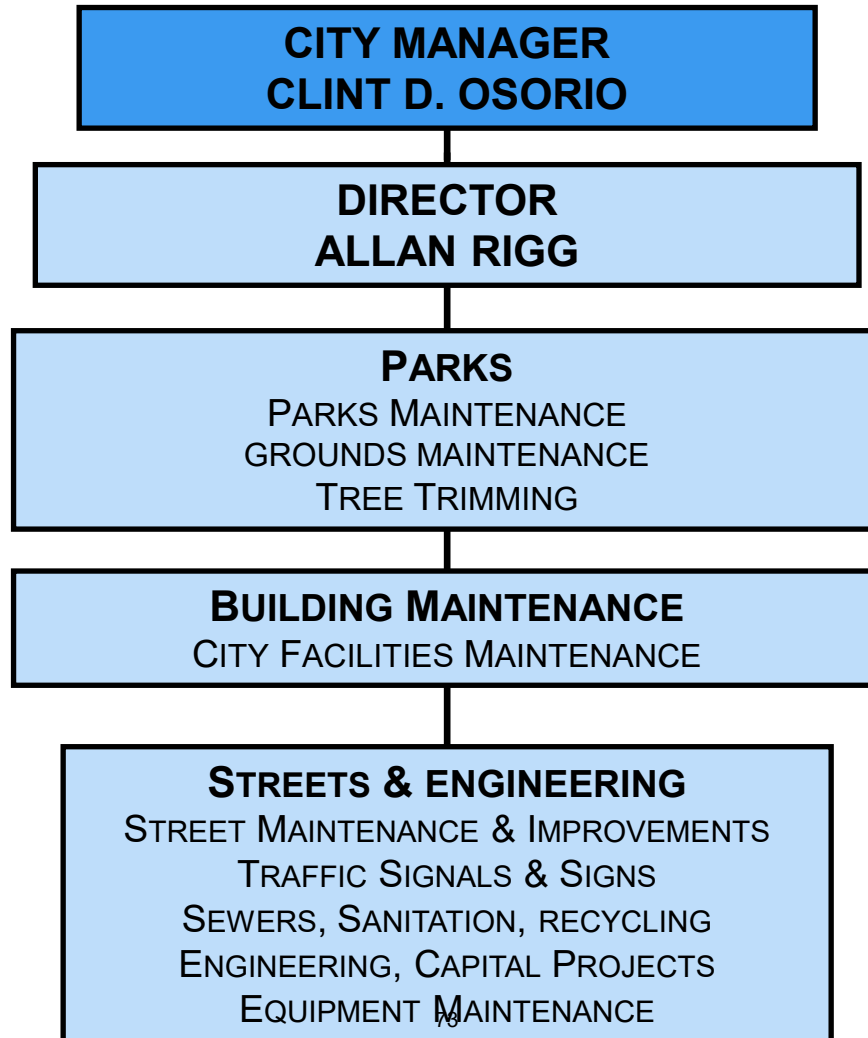 CITY MANAGER
CLINT D. OSORIO
DIRECTOR
ALLAN RIGG
PARKS
PARKS MAINTENANCE
GROUNDS MAINTENANCE
TREE TRIMMING
BUILDING MAINTENANCE
CITY FACILITIES MAINTENANCE
STREETS & ENGINEERING
STREET MAINTENANCE & IMPROVEMENTS
TRAFFIC SIGNALS & SIGNS
SEWERS, SANITATION, RECYCLING
ENGINEERING, CAPITAL PROJECTS
EQUIPMENT MAINTENANCE
73